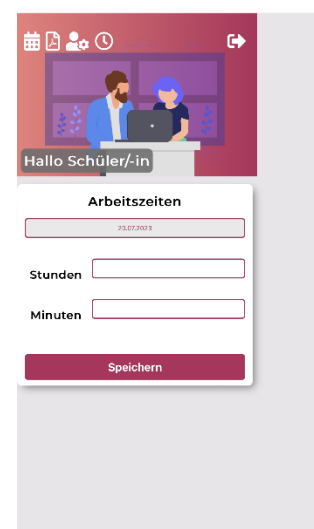 Hallo Schüler/-in
Arbeitszeiten
20.07.2023
Stunden
Minuten
Speichern